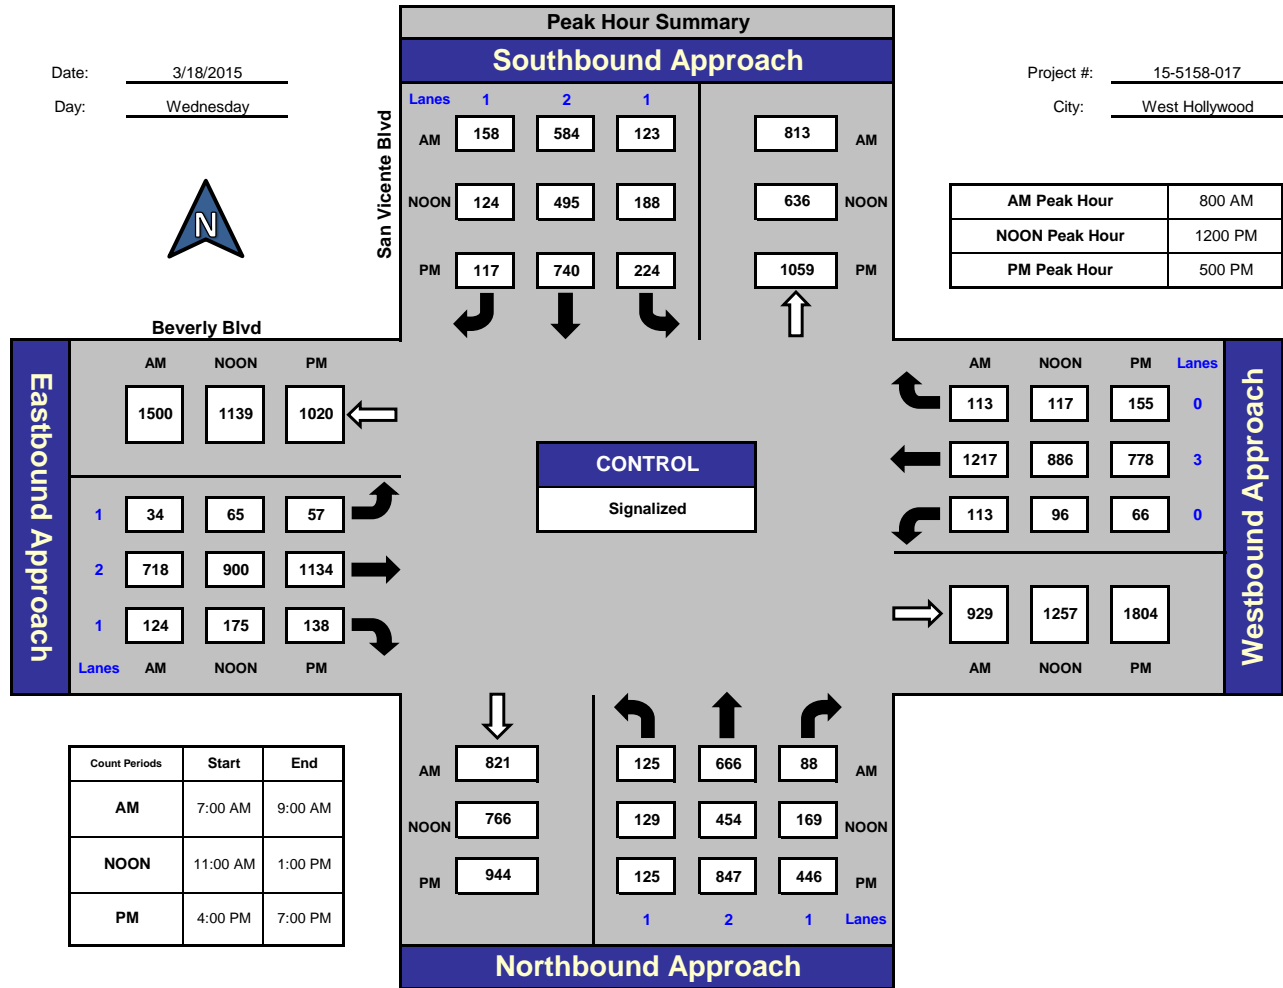 Peak Hour Summary
Southbound Approach
Date: 3/18/2015
Day: Wednesday
Project #: 15-5158-017
City: West Hollywood
San Vicente Blvd
Lanes 1 2 1
AM 158 584 123 813 AM
NOON 124 495 188 636 NOON
PM 117 740 224 1059 PM
N
AM Peak Hour 800 AM
NOON Peak Hour 1200 PM
PM Peak Hour 500 PM
Beverly Blvd
Eastbound Approach
AM NOON PM
1500 1139 1020
1 34 65 57
2 718 900 1134
1 124 175 138
Lanes AM NOON PM
CONTROL
Signalized
AM NOON PM Lanes
113 117 155 0
1217 886 778 3
113 96 66 0
929 1257 1804
AM NOON PM
Westbound Approach
Count Periods Start End
AM 7:00 AM 9:00 AM
NOON 11:00 AM 1:00 PM
PM 4:00 PM 7:00 PM
AM 821 125 666 88 AM
NOON 766 129 454 169 NOON
PM 944 125 847 446 PM
1 2 1 Lanes
Northbound Approach